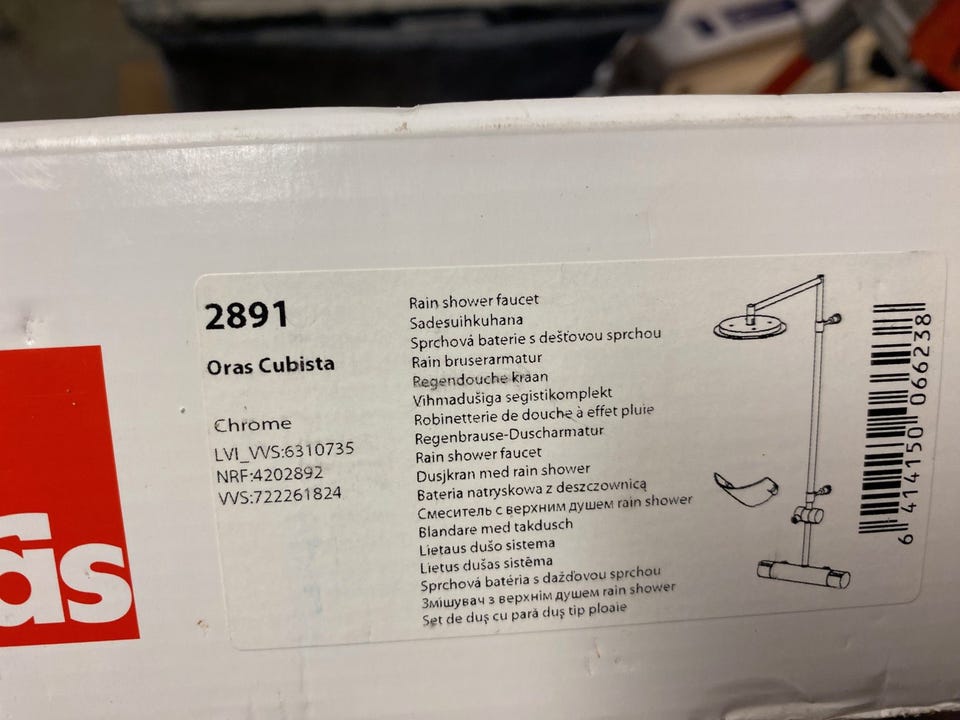 2891
Oras Cubista
Chrome
LVI_VVS:6310735
NRF:4202892
VVS:722261824
Rain shower faucet
Sadesuihkuhana
Sprchová baterie s dešťovou sprchou
Rain bruserarmatur
Regendouche kraan
Vihmadušiga segistikomplekt
Robinetterie de douche à effet pluie
Regenbrause-Duscharmatur
Rain shower faucet
Dusjkran med rain shower
Bateria natryskowa z deszczownicą
Смеситель с верхним душем rain shower
Blandare med takdusch
Lietaus dušo sistema
Lietus dušas sistēma
Sprchová batéria s dažďovou sprchou
Змішувач з верхнім душем rain shower
Set de duş cu pară duş tip ploaie
6 414150 066238
as